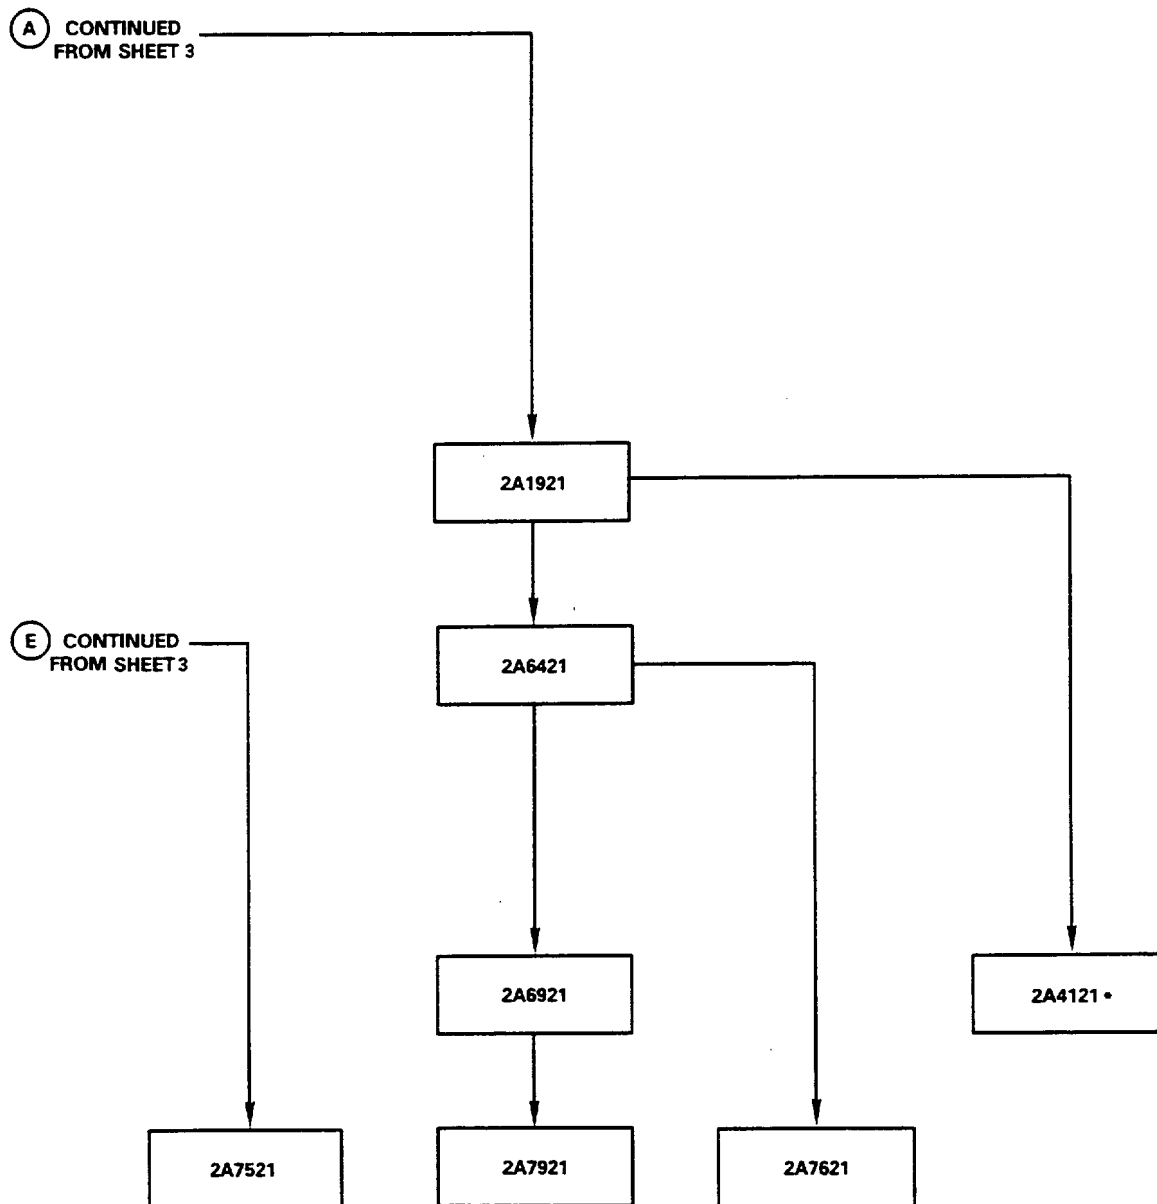 A CONTINUED
FROM SHEET 3
2A1921
E CONTINUED
FROM SHEET 3
2A6421
2A6921
2A4121 •
2A7521
2A7921
2A7621